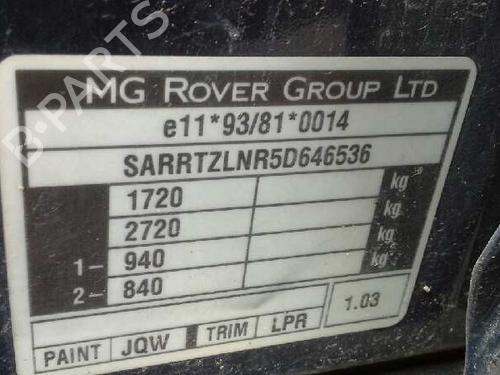 B-PARTS
MG ROVER GROUP LTD
e11*93/81*0014
SARRTZLNR5D646536
1720 kg
2720 kg
1- 940 kg
2- 840 kg
PAINT JQW TRIM LPR 1.03